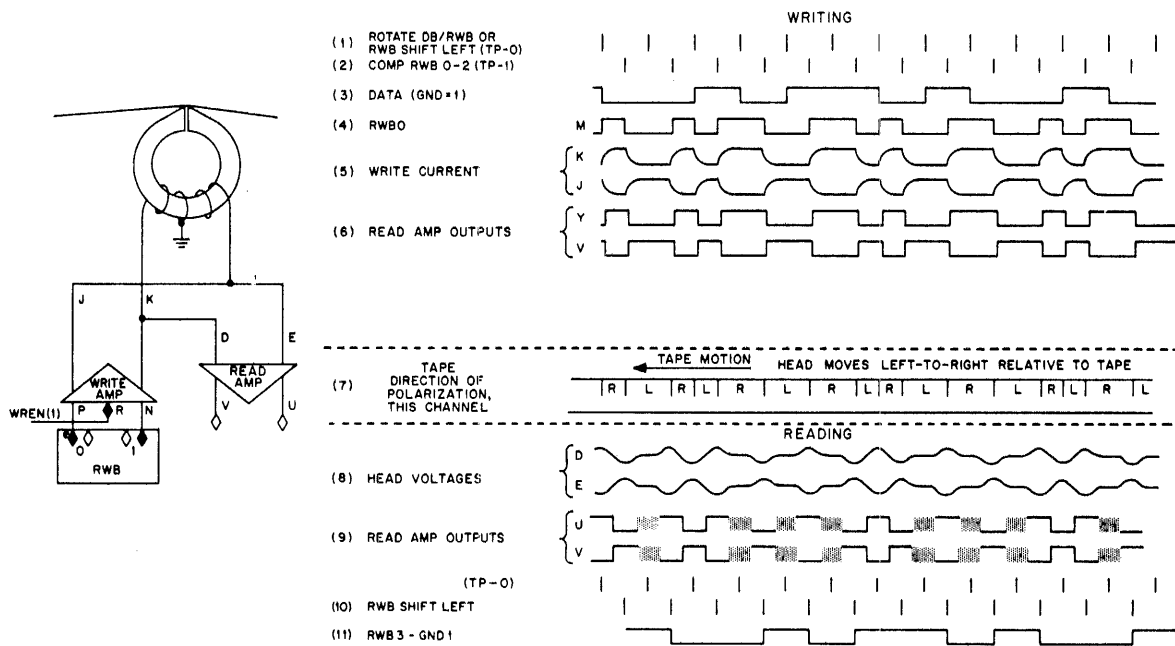 WRITING
(1) ROTATE DB/RWB OR
RWB SHIFT LEFT (TP-0)
(2) COMP RWB 0-2 (TP-1)
(3) DATA (GND=1)
(4) RWB0
M
(5) WRITE CURRENT
K
J
(6) READ AMP OUTPUTS
Y
V
J
K
D
E
WRITE
AMP
READ
AMP
P
R
N
V
U
WREN(1)
0
1
RWB
TAPE MOTION
HEAD MOVES LEFT-TO-RIGHT RELATIVE TO TAPE
(7) TAPE
DIRECTION OF
POLARIZATION,
THIS CHANNEL
R L R L R L R L R L R L R L R L
READING
(8) HEAD VOLTAGES
D
E
(9) READ AMP OUTPUTS
U
V
(TP-0)
(10) RWB SHIFT LEFT
(11) RWB3-GND1